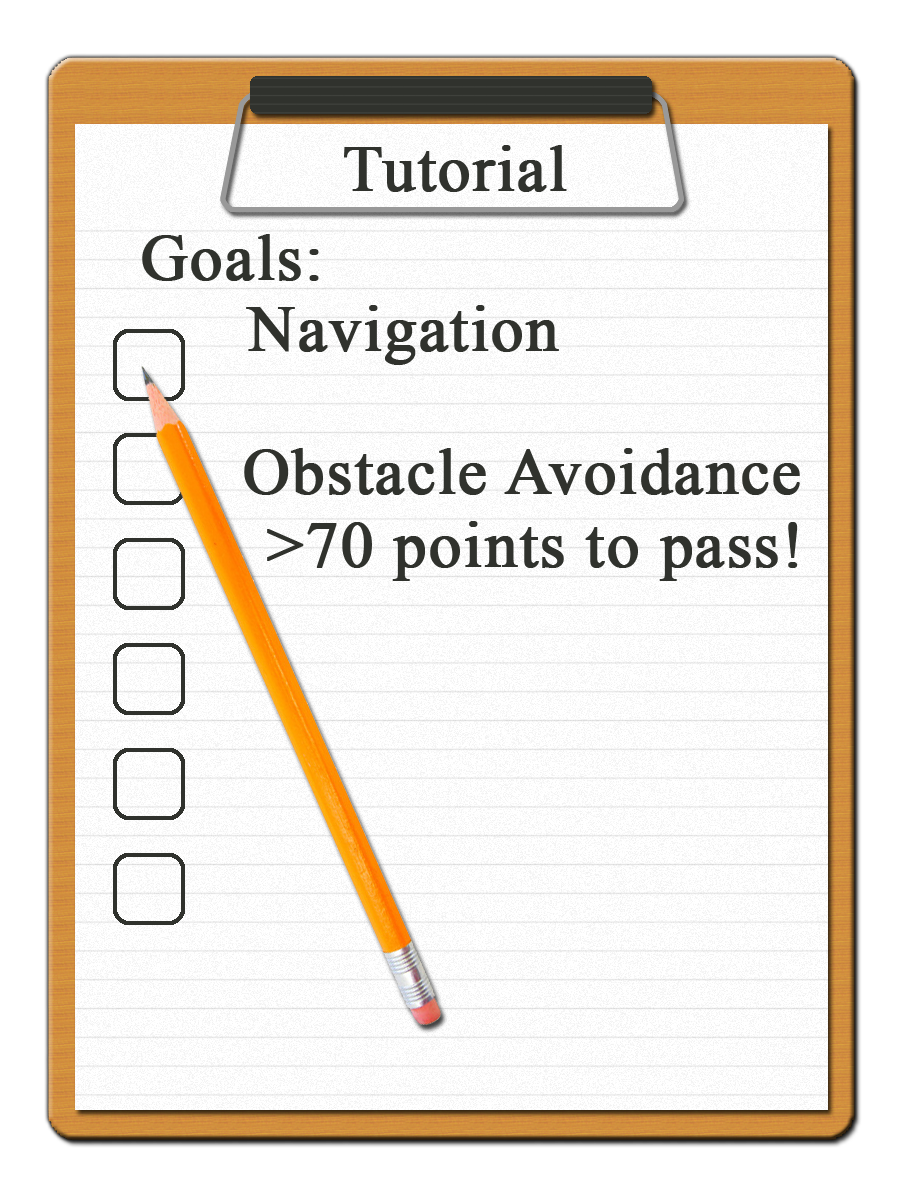 Tutorial
Goals:
Navigation
Obstacle Avoidance
>70 points to pass!